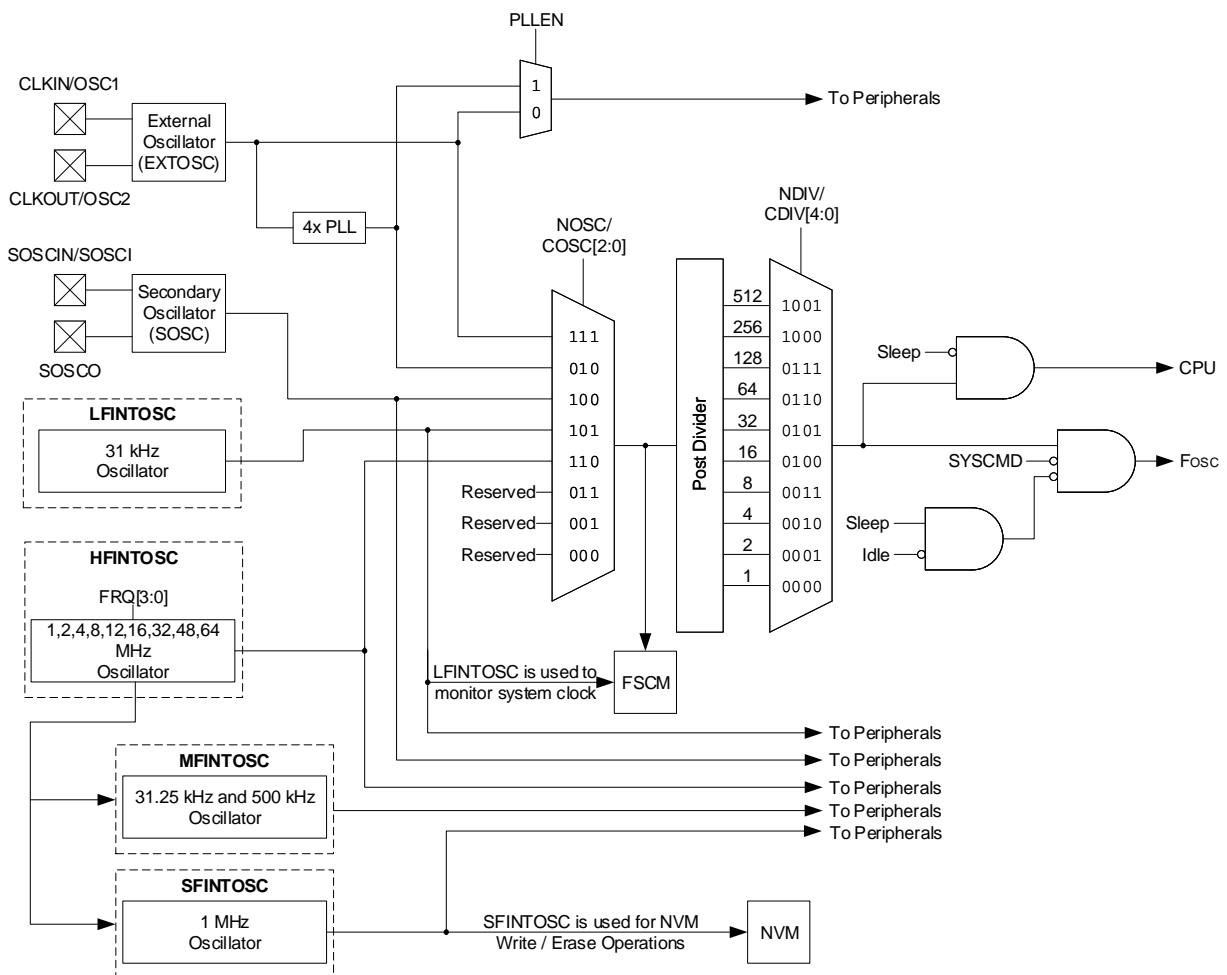 PLLEN
CLKIN/OSC1
1
0
To Peripherals
External
Oscillator
(EXTOSC)
CLKOUT/OSC2
4x PLL
NOSC/
COSC[2:0]
NDIV/
CDIV[4:0]
SOSCIN/SOSCI
Secondary
Oscillator
(SOSC)
SOSCO
LFINTOSC
31 kHz
Oscillator
111
010
100
101
110
Reserved 011
Reserved 001
Reserved 000
Post Divider
512 1001
256 1000
128 0111
64 0110
32 0101
16 0100
8 0011
4 0010
2 0001
1 0000
Sleep
CPU
SYSCMD
Fosc
Sleep
Idle
HFINTOSC
FRQ[3:0]
1,2,4,8,12,16,32,48,64
MHz
Oscillator
LFINTOSC is used to
monitor system clock
FSCM
To Peripherals
To Peripherals
To Peripherals
To Peripherals
To Peripherals
MFINTOSC
31.25 kHz and 500 kHz
Oscillator
SFINTOSC
1 MHz
Oscillator
SFINTOSC is used for NVM
Write / Erase Operations
NVM